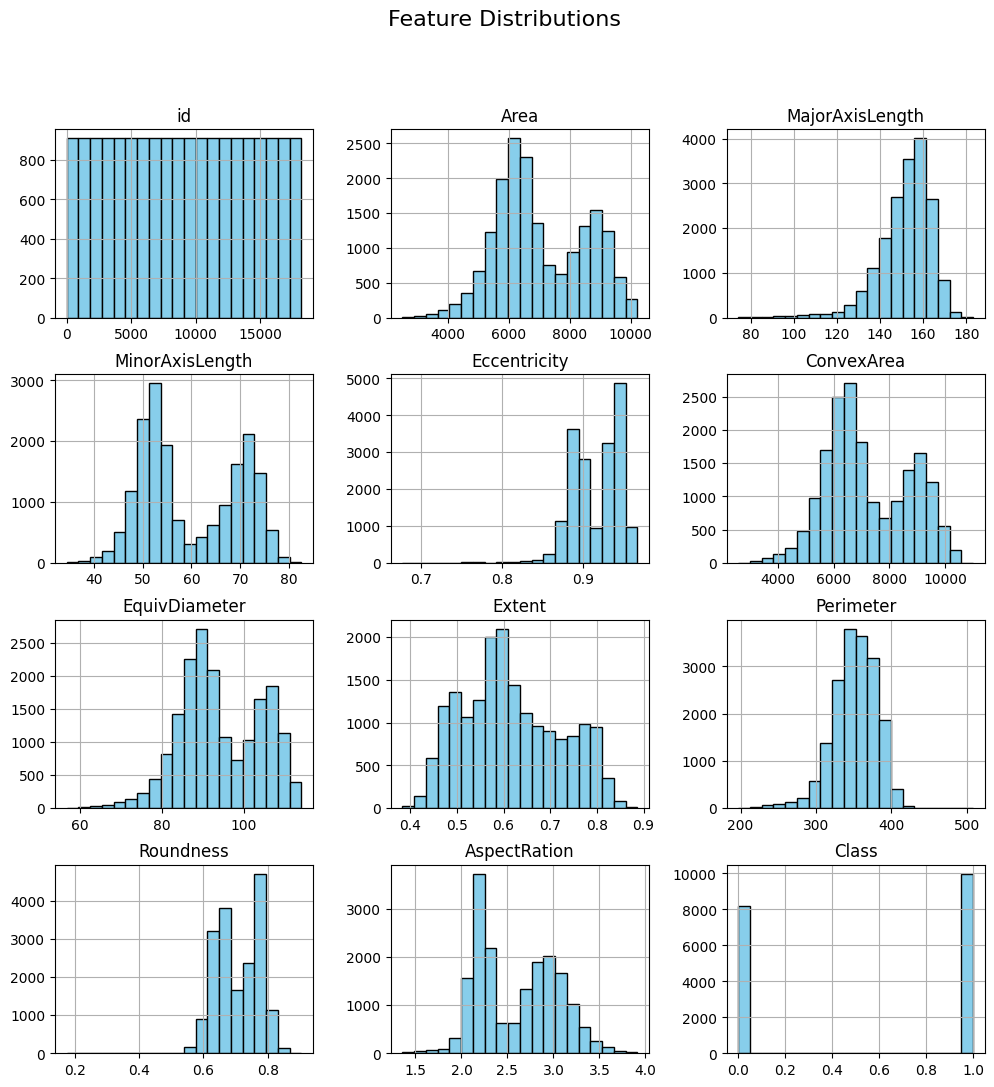 Feature Distributions
id
Area
MajorAxisLength
800
600
400
200
0
0 5000 10000 15000
2500
2000
1500
1000
500
0
4000 6000 8000 10000
4000
3000
2000
1000
0
80 100 120 140 160 180
MinorAxisLength
Eccentricity
ConvexArea
3000
2000
1000
0
40 50 60 70 80
5000
4000
3000
2000
1000
0
0.7 0.8 0.9
2500
2000
1500
1000
500
0
4000 6000 8000 10000
EquivDiameter
Extent
Perimeter
2500
2000
1500
1000
500
0
60 80 100
2000
1500
1000
500
0
0.4 0.5 0.6 0.7 0.8 0.9
3000
2000
1000
0
200 300 400 500
Roundness
AspectRation
Class
4000
3000
2000
1000
0
0.2 0.4 0.6 0.8
3000
2000
1000
0
1.5 2.0 2.5 3.0 3.5 4.0
10000
8000
6000
4000
2000
0
0.0 0.2 0.4 0.6 0.8 1.0